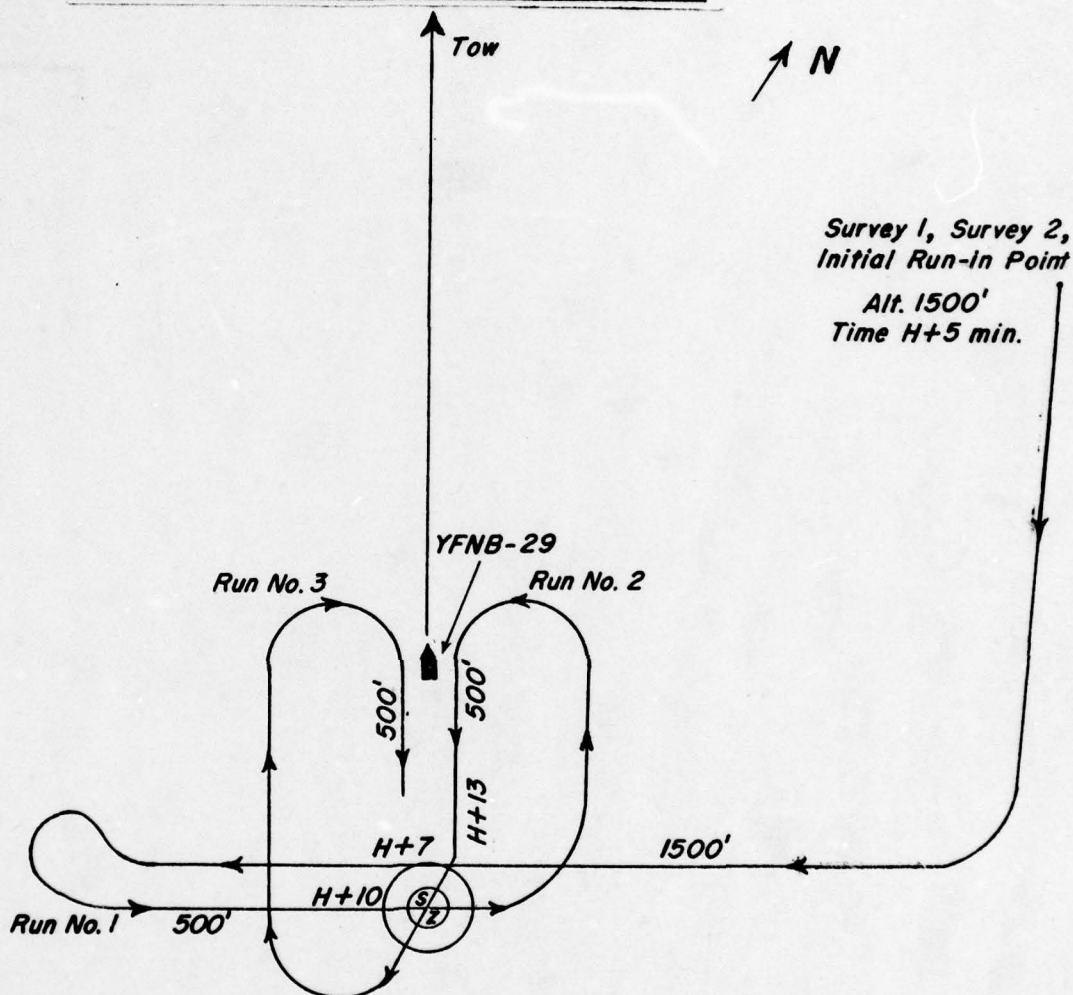 Tow
N
Survey 1, Survey 2,
Initial Run-in Point
Alt. 1500'
Time H+5 min.
YFNB-29
Run No. 3
Run No. 2
500'
500'
H+13
H+7
1500'
H+10
S
Z
Run No. 1
500'